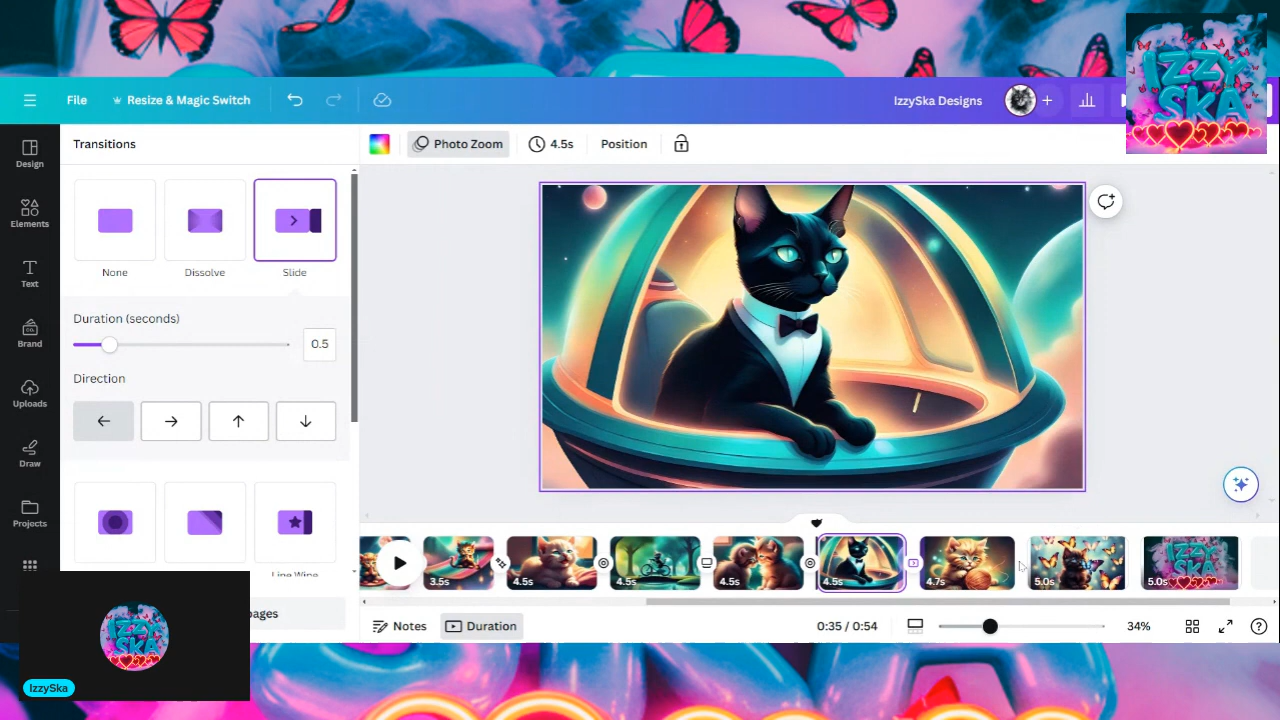 IZZY
SKA
File
Resize & Magic Switch
IzzySka Designs
Design
Elements
Text
Brand
Uploads
Draw
Projects
Transitions
Photo Zoom
4.5s
Position
None
Dissolve
Slide
Duration (seconds)
0.5
Direction
3.5s
4.5s
4.5s
4.5s
4.5s
4.7s
5.0s
5.0s
Notes
Duration
0:35 / 0:54
34%
IZZY
SKA
IzzySka